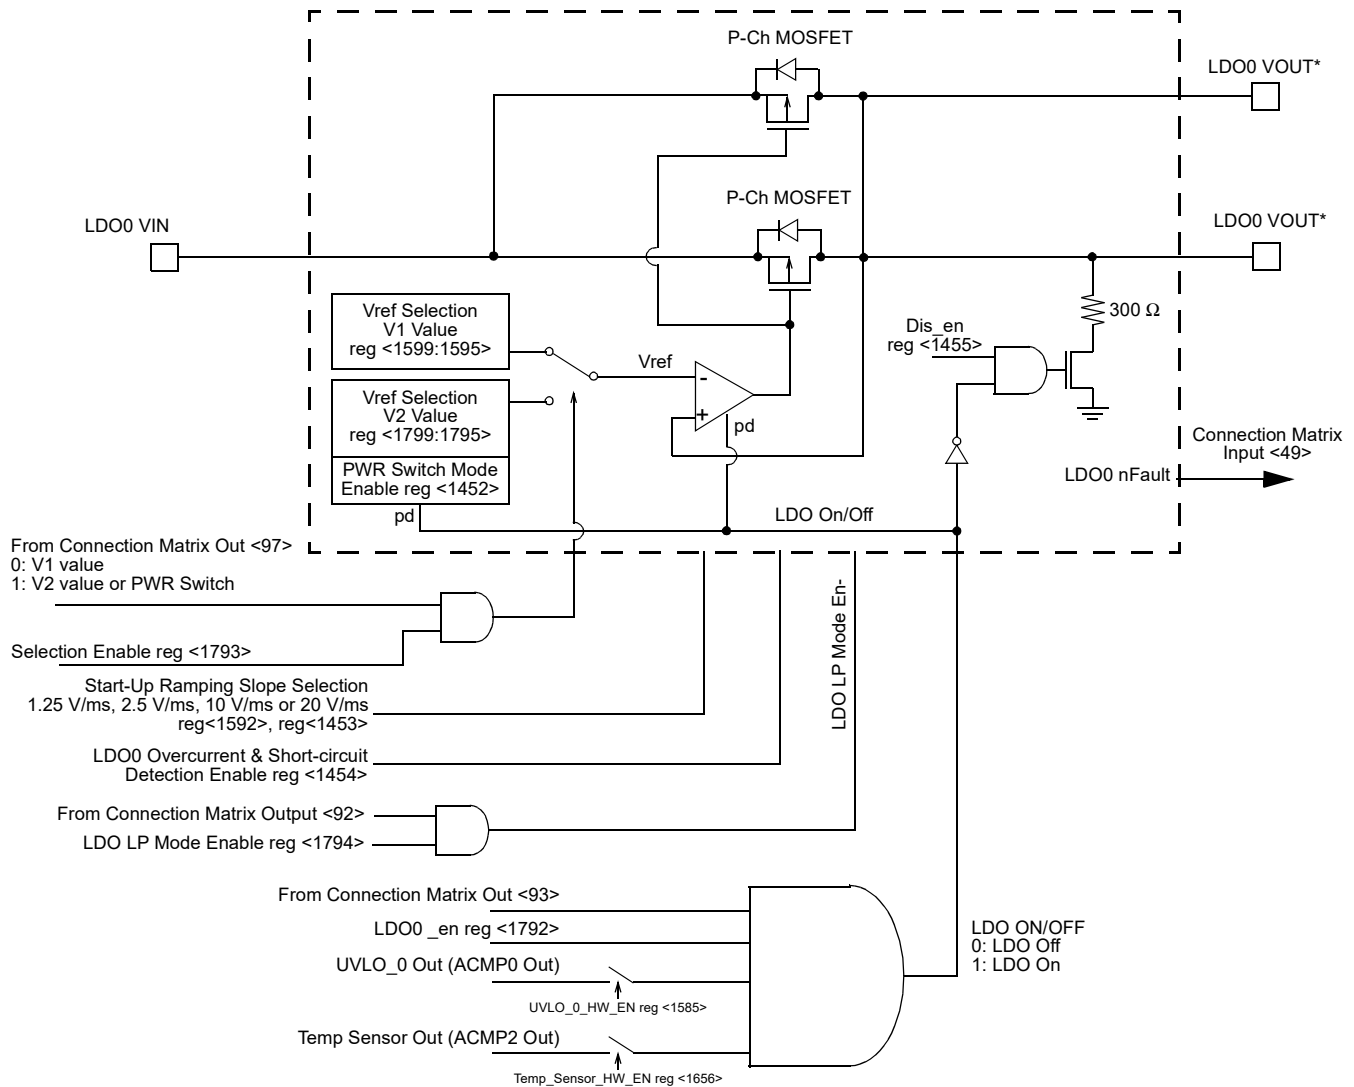 P-Ch MOSFET
LDO0 VOUT*
P-Ch MOSFET
LDO0 VIN
LDO0 VOUT*
Vref Selection
V1 Value
reg <1599:1595>
300 Ω
Dis_en
reg <1455>
Vref
-
+
pd
Vref Selection
V2 Value
reg <1799:1795>
PWR Switch Mode
Enable reg <1452>
pd
Connection Matrix
Input <49>
LDO0 nFault
LDO On/Off
From Connection Matrix Out <97>
0: V1 value
1: V2 value or PWR Switch
Selection Enable reg <1793>
LDO LP Mode En-
Start-Up Ramping Slope Selection
1.25 V/ms, 2.5 V/ms, 10 V/ms or 20 V/ms
reg<1592>, reg<1453>
LDO0 Overcurrent & Short-circuit
Detection Enable reg <1454>
From Connection Matrix Output <92>
LDO LP Mode Enable reg <1794>
From Connection Matrix Out <93>
LDO0 _en reg <1792>
UVLO_0 Out (ACMP0 Out)
UVLO_0_HW_EN reg <1585>
Temp Sensor Out (ACMP2 Out)
Temp_Sensor_HW_EN reg <1656>
LDO ON/OFF
0: LDO Off
1: LDO On